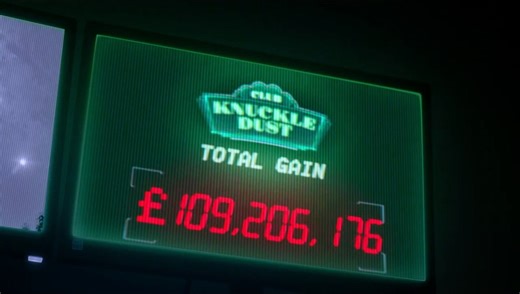 CLUB
KNUCKLE
DUST
TOTAL GAIN
£109,206,176